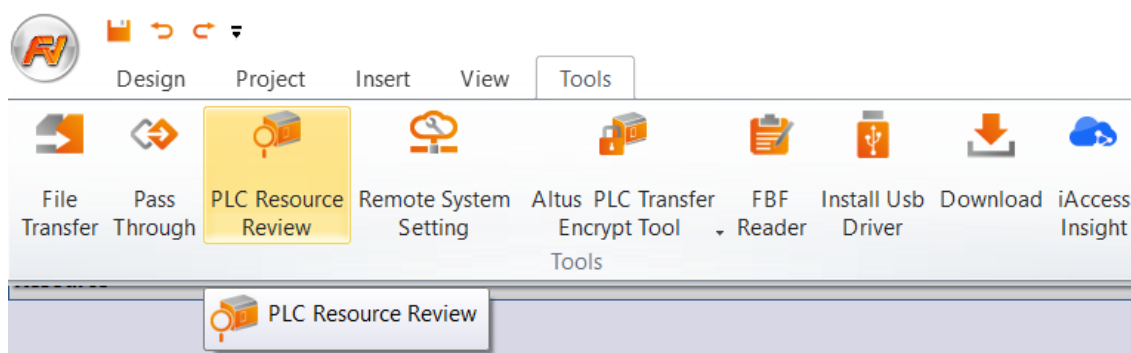 Design Project Insert View Tools
File Transfer
Pass Through
PLC Resource Review
Remote System Setting
Altus PLC Transfer Encrypt Tool
FBF Reader
Install Usb Driver
Download
iAccess Insight
Tools
PLC Resource Review